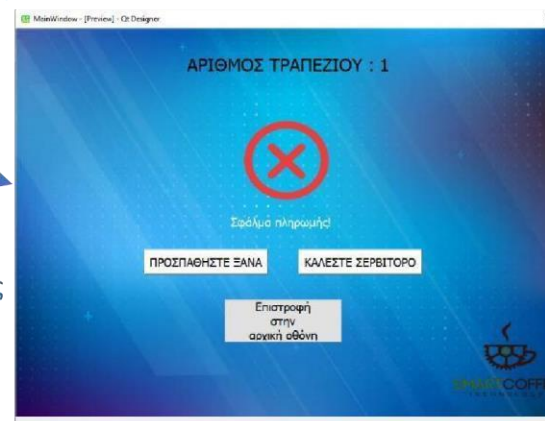 MainWindow - [Preview] - Qt Designer
ΑΡΙΘΜΟΣ ΤΡΑΠΕΖΙΟΥ : 1
Σφάλμα πληρωμής!
ΠΡΟΣΠΑΘΗΣΤΕ ΞΑΝΑ
ΚΑΛΕΣΤΕ ΣΕΡΒΙΤΟΡΟ
Επιστροφή
στην
αρχική οθόνη
SMARTCOFF